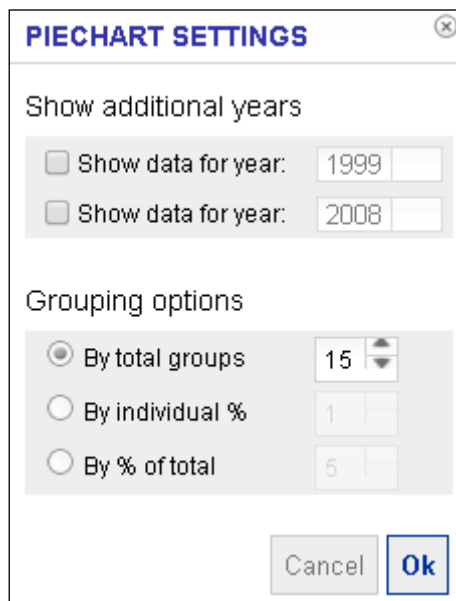 PIECHART SETTINGS
Show additional years
Show data for year: 1999
Show data for year: 2008
Grouping options
By total groups 15
By individual % 1
By % of total 5
Cancel Ok